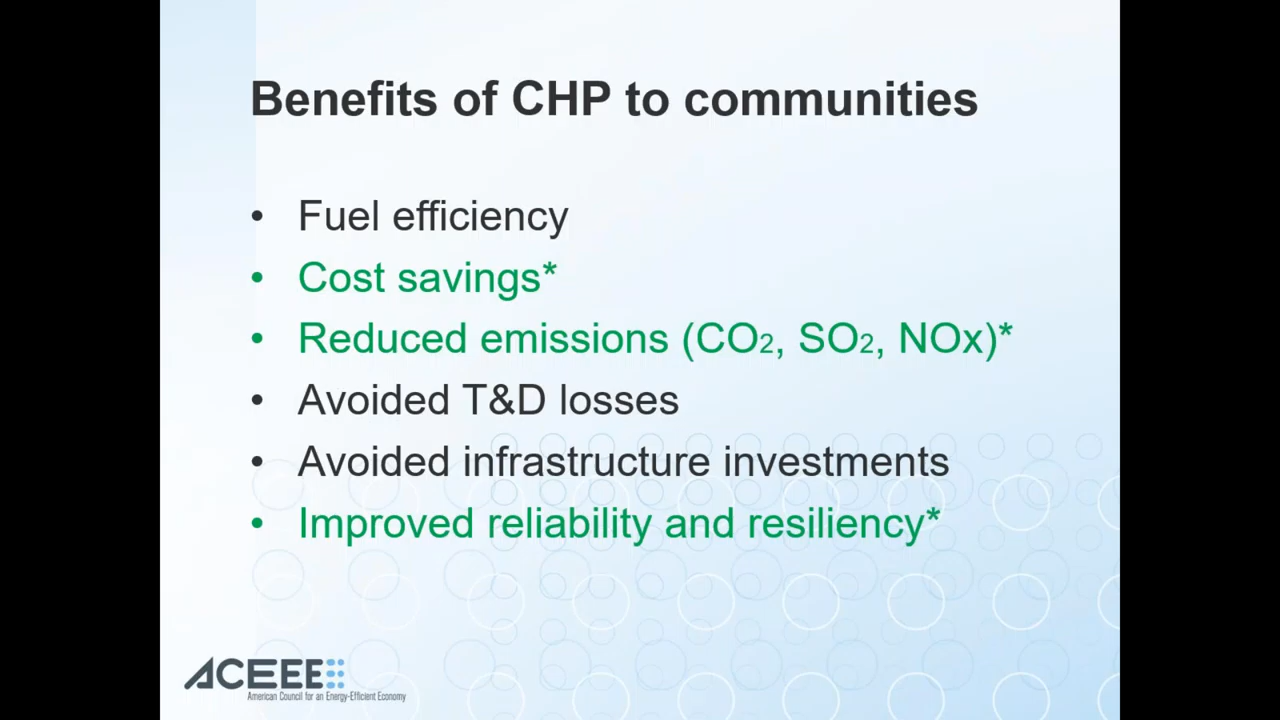 Benefits of CHP to communities
• Fuel efficiency
• Cost savings*
• Reduced emissions (CO2, SO2, NOx)*
• Avoided T&D losses
• Avoided infrastructure investments
• Improved reliability and resiliency*
ACEEE
American Council for an Energy-Efficient Economy